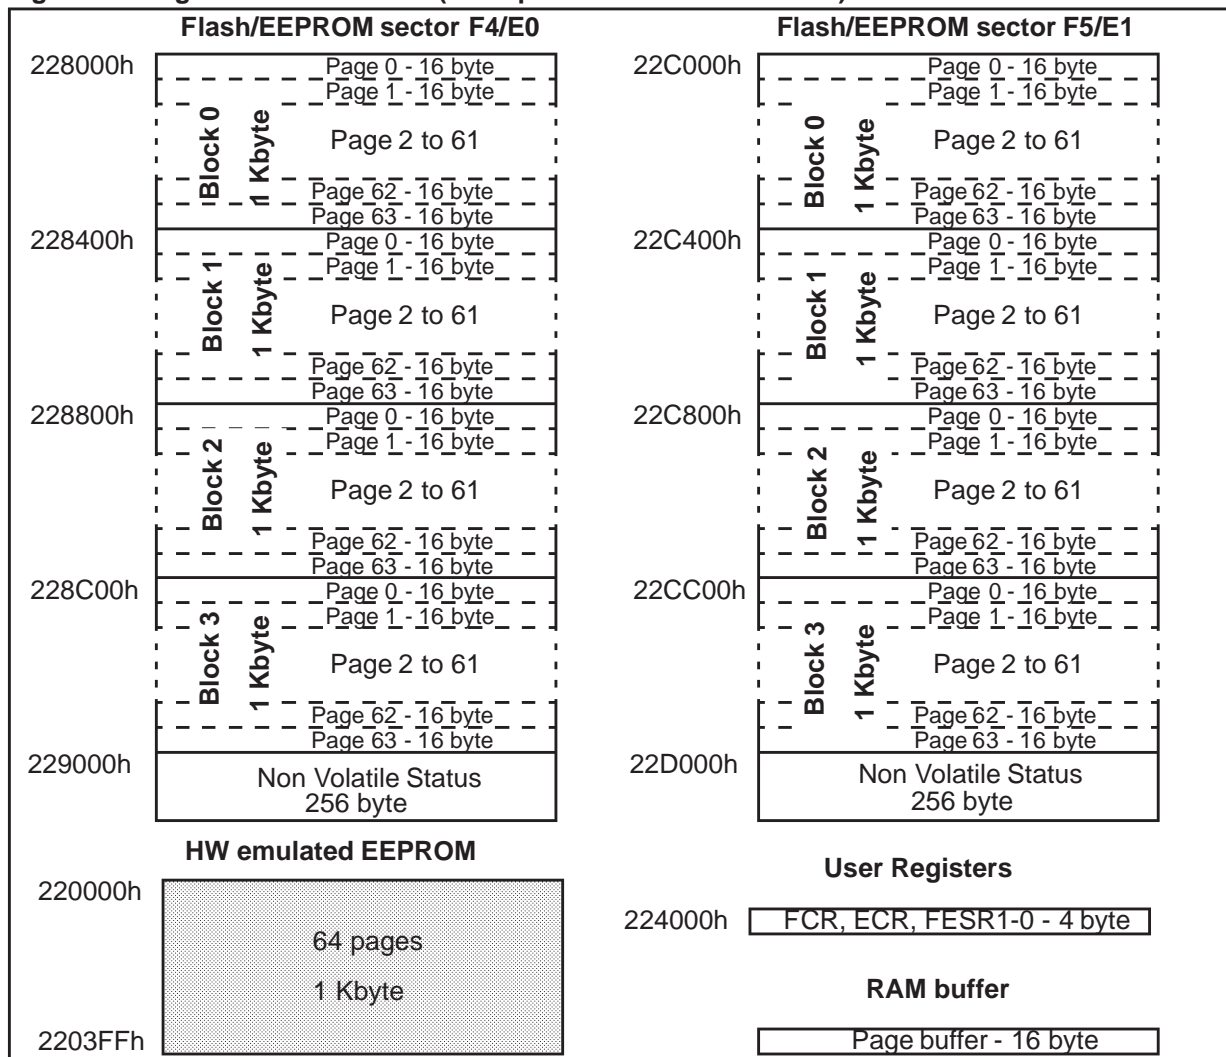 Flash/EEPROM sector F4/E0
228000h
Page 0 - 16 byte
Page 1 - 16 byte
Block 0
1 Kbyte
Page 2 to 61
Page 62 - 16 byte
Page 63 - 16 byte
228400h
Page 0 - 16 byte
Page 1 - 16 byte
Block 1
1 Kbyte
Page 2 to 61
Page 62 - 16 byte
Page 63 - 16 byte
228800h
Page 0 - 16 byte
Page 1 - 16 byte
Block 2
1 Kbyte
Page 2 to 61
Page 62 - 16 byte
Page 63 - 16 byte
228C00h
Page 0 - 16 byte
Page 1 - 16 byte
Block 3
1 Kbyte
Page 2 to 61
Page 62 - 16 byte
Page 63 - 16 byte
229000h
Non Volatile Status
256 byte
Flash/EEPROM sector F5/E1
22C000h
Page 0 - 16 byte
Page 1 - 16 byte
Block 0
1 Kbyte
Page 2 to 61
Page 62 - 16 byte
Page 63 - 16 byte
22C400h
Page 0 - 16 byte
Page 1 - 16 byte
Block 1
1 Kbyte
Page 2 to 61
Page 62 - 16 byte
Page 63 - 16 byte
22C800h
Page 0 - 16 byte
Page 1 - 16 byte
Block 2
1 Kbyte
Page 2 to 61
Page 62 - 16 byte
Page 63 - 16 byte
22CC00h
Page 0 - 16 byte
Page 1 - 16 byte
Block 3
1 Kbyte
Page 2 to 61
Page 62 - 16 byte
Page 63 - 16 byte
22D000h
Non Volatile Status
256 byte
HW emulated EEPROM
220000h
64 pages
1 Kbyte
2203FFh
User Registers
224000h
FCR, ECR, FESR1-0 - 4 byte
RAM buffer
Page buffer - 16 byte